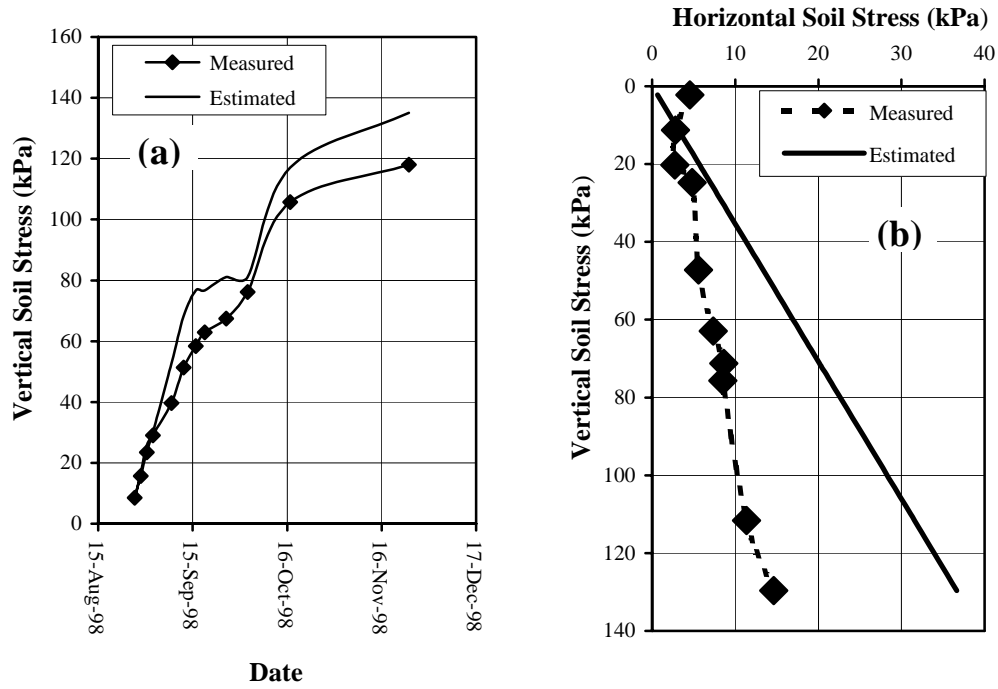 160
140
120
100
80
60
40
20
0
Vertical Soil Stress (kPa)
Measured
Estimated
(a)
15-Aug-98
15-Sep-98
16-Oct-98
16-Nov-98
17-Dec-98
Date
Horizontal Soil Stress (kPa)
0 10 20 30 40
0
20
40
60
80
100
120
140
Vertical Soil Stress (kPa)
Measured
Estimated
(b)